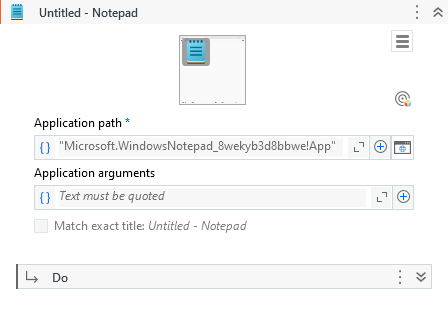 Untitled - Notepad
Application path *
"Microsoft.WindowsNotepad_8wekyb3d8bbwe!App"
Application arguments
Text must be quoted
Match exact title: Untitled - Notepad
Do